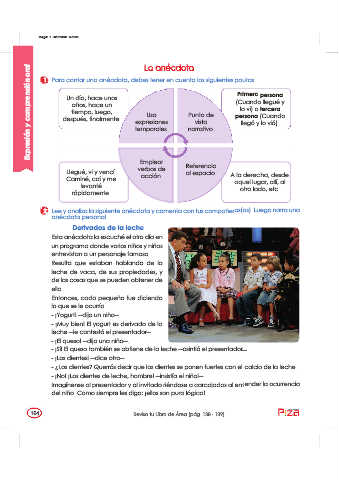 Expresión y comprensión oral
La anécdota
1 Para contar una anécdota, debes tener en cuenta las siguientes pautas
Un día, hace unos
años, hace un
tiempo, luego,
después, finalmente
Usa
expresiones
temporales
Punto de
vista
narrativo
Primera persona
(Cuando llegué y
lo vi) o tercera
persona (Cuando
llegó y lo vió)
Llegué, vi y vencí
Caminé, caí y me
levanté
rápidamente
Emplear
verbos de
acción
Referencia
al espacio
A la derecha, desde
aquel lugar, allí, al
otro lado, etc
2 Lee y analiza la siguiente anécdota y comenta con tus compañeros(as) Luego narra una
anécdota personal
Derivados de la leche
Esta anécdota la escuché el otro día en
un programa donde varios niños y niñas
entrevistan a un personaje famoso
Resulta que estaban hablando de la
leche de vaca, de sus propiedades, y
de las cosas que se pueden obtener de
ella
Entonces, cada pequeño fue diciendo
lo que se le ocurría
- ¡Yogurt! —dijo un niño—
- ¡Muy bien! El yogurt es derivado de la
leche —le contestó el presentador—
- ¡El queso! —dijo una niña—
- ¡Sí! El queso también se obtiene de la leche —asintió el presentador—
- ¡Los dientes! —dice otro—
- ¿Los dientes? Querrás decir que los dientes se ponen fuertes con el calcio de la leche
- ¡No! ¡Los dientes de leche, hombre! —insistía el niño!—
Imagínense al presentador y al invitado riéndose a carcajadas al entender la ocurrencia
del niño Como siempre les digo: ¡ellos son pura lógica!
164
Revisa tu Libro de Área (pág. 138 - 139)